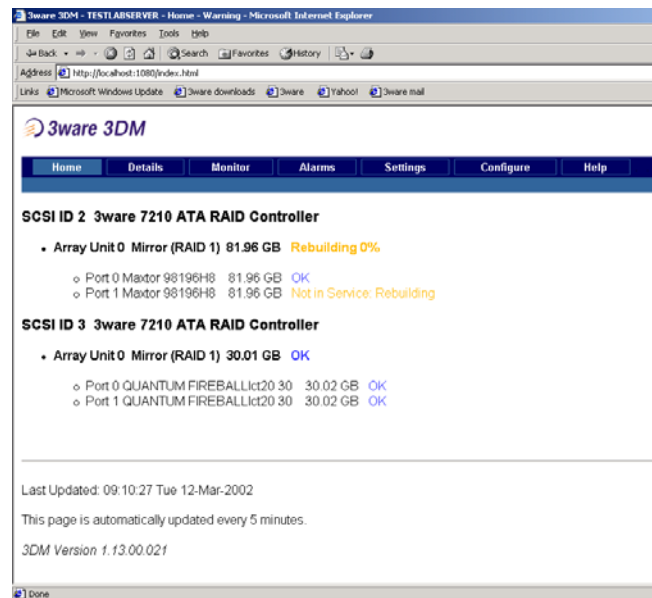 3ware 3DM - TESTLABSERVER - Home - Warning - Microsoft Internet Explorer
File Edit View Favorites Tools Help
Back Search Favorites History
Address http://localhost:1080/index.html
Links Microsoft Windows Update 3ware downloads 3ware Yahoo! 3ware mail
3ware 3DM
Home Details Monitor Alarms Settings Configure Help
SCSI ID 2 3ware 7210 ATA RAID Controller
• Array Unit 0 Mirror (RAID 1) 81.96 GB Rebuilding 0%
o Port 0 Maxtor 98196H8 81.96 GB OK
o Port 1 Maxtor 98196H8 81.96 GB Not in Service: Rebuilding
SCSI ID 3 3ware 7210 ATA RAID Controller
• Array Unit 0 Mirror (RAID 1) 30.01 GB OK
o Port 0 QUANTUM FIREBALLlct20 30 30.02 GB OK
o Port 1 QUANTUM FIREBALLlct20 30 30.02 GB OK
Last Updated: 09:10:27 Tue 12-Mar-2002
This page is automatically updated every 5 minutes.
3DM Version 1.13.00.021
Done